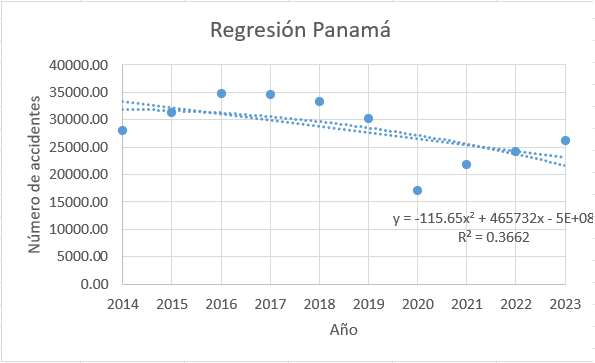 Regresión Panamá
Número de accidentes
40000.00
35000.00
30000.00
25000.00
20000.00
15000.00
10000.00
5000.00
0.00
y = -115.65x² + 465732x - 5E+08
R² = 0.3662
2014 2015 2016 2017 2018 2019 2020 2021 2022 2023
Año